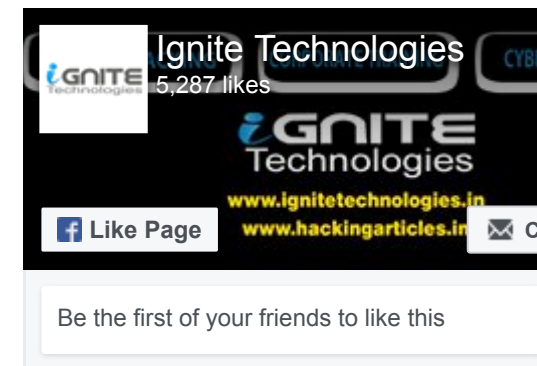 Ignite Technologies
5,287 likes
iGNITE
Technologies
CYB
iGNITE
Technologies
www.ignitetechnologies.in
www.hackingarticles.in
Like Page
C
Be the first of your friends to like this